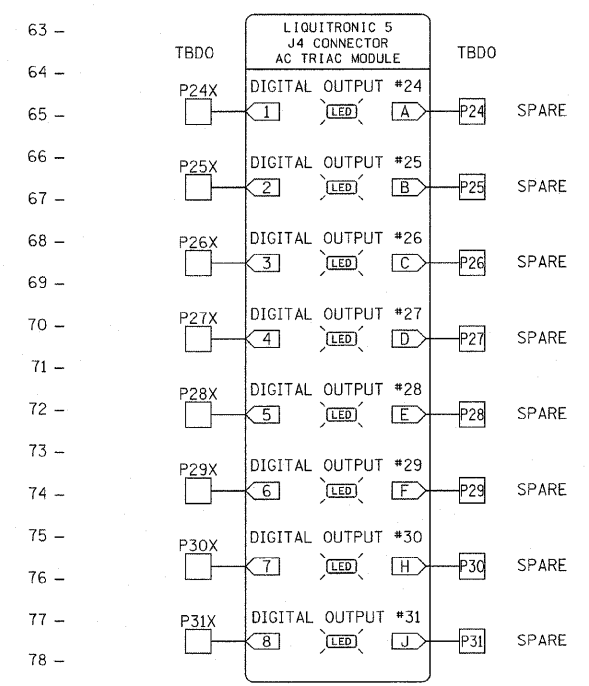 63 –
LIQUITRONIC 5
J4 CONNECTOR
AC TRIAC MODULE
TBDO
TBDO
64 –
P24X
DIGITAL OUTPUT #24
65 –
1
LED
A
P24
SPARE
66 –
P25X
DIGITAL OUTPUT #25
67 –
2
LED
B
P25
SPARE
68 –
P26X
DIGITAL OUTPUT #26
3
LED
C
P26
SPARE
69 –
70 –
P27X
DIGITAL OUTPUT #27
4
LED
D
P27
SPARE
71 –
P28X
DIGITAL OUTPUT #28
72 –
5
LED
E
P28
SPARE
73 –
P29X
DIGITAL OUTPUT #29
74 –
6
LED
F
P29
SPARE
75 –
P30X
DIGITAL OUTPUT #30
7
LED
H
P30
SPARE
76 –
77 –
P31X
DIGITAL OUTPUT #31
8
LED
J
P31
SPARE
78 –